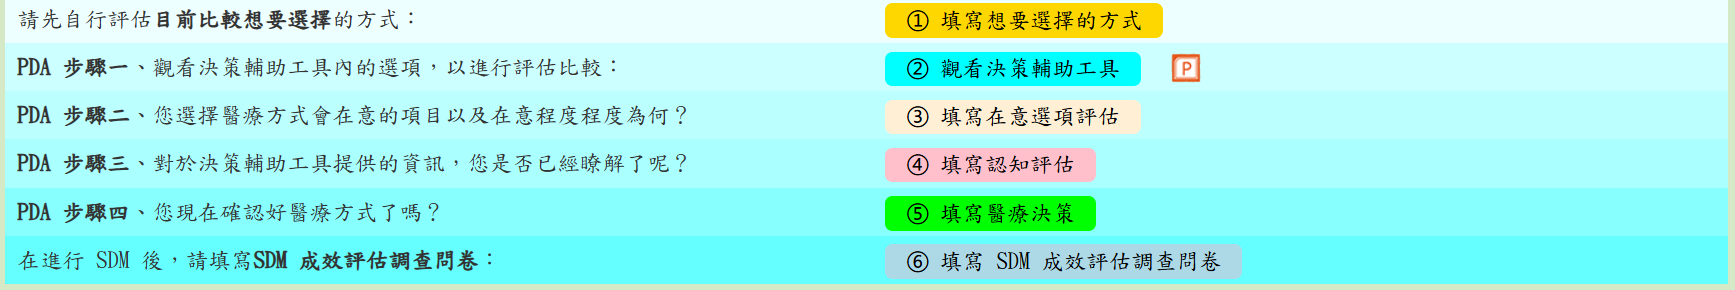 請先自行評估目前比較想要選擇的方式： ① 填寫想要選擇的方式
PDA 步驟一、觀看決策輔助工具內的選項，以進行評估比較： ② 觀看決策輔助工具 P
PDA 步驟二、您選擇醫療方式會在意的項目以及在意程度程度為何？ ③ 填寫在意選項評估
PDA 步驟三、對於決策輔助工具提供的資訊，您是否已經瞭解了呢？ ④ 填寫認知評估
PDA 步驟四、您現在確認好醫療方式了嗎？ ⑤ 填寫醫療決策
在進行 SDM 後，請填寫SDM 成效評估調查問卷： ⑥ 填寫 SDM 成效評估調查問卷